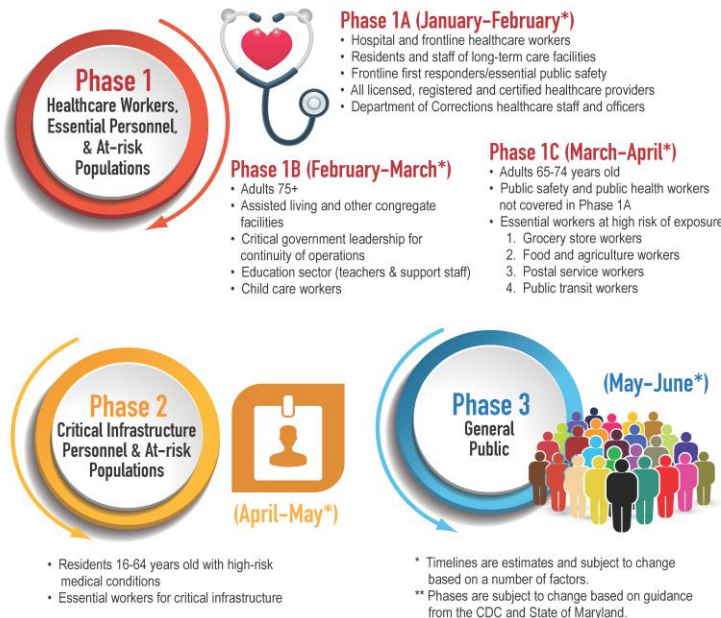 Phase 1
Healthcare Workers,
Essential Personnel,
& At-risk
Populations
Phase 1A (January–February*)
• Hospital and frontline healthcare workers
• Residents and staff of long-term care facilities
• Frontline first responders/essential public safety
• All licensed, registered and certified healthcare providers
• Department of Corrections healthcare staff and officers
Phase 1B (February–March*)
• Adults 75+
• Assisted living and other congregate
facilities
• Critical government leadership for
continuity of operations
• Education sector (teachers & support staff)
• Child care workers
Phase 1C (March–April*)
• Adults 65-74 years old
• Public safety and public health workers
not covered in Phase 1A
• Essential workers at high risk of exposure
1. Grocery store workers
2. Food and agriculture workers
3. Postal service workers
4. Public transit workers
Phase 2
Critical Infrastructure
Personnel & At-risk
Populations
(April–May*)
• Residents 16-64 years old with high-risk
medical conditions
• Essential workers for critical infrastructure
Phase 3
General
Public
(May–June*)
* Timelines are estimates and subject to change
based on a number of factors.
** Phases are subject to change based on guidance
from the CDC and State of Maryland.